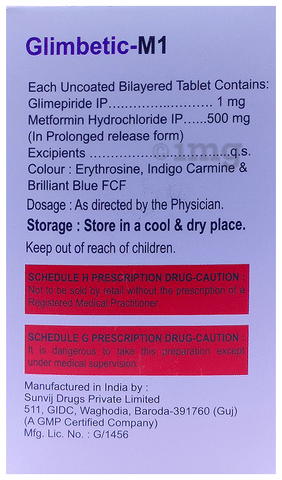 Glimbetic-M1
Each Uncoated Bilayered Tablet Contains:
Glimepiride IP........................... 1 mg
Metformin Hydrochloride IP......500 mg
(In Prolonged release form)
Excipients ....................................q.s.
Colour : Erythrosine, Indigo Carmine &
Brilliant Blue FCF
Dosage : As directed by the Physician.
Storage : Store in a cool & dry place.
Keep out of reach of children.
SCHEDULE H PRESCRIPTION DRUG-CAUTION :
Not to be sold by retail without the prescription of a
Registered Medical Practitioner.
SCHEDULE G PRESCRIPTION DRUG-CAUTION :
It is dangerous to take this preparation except
under medical supervision.
Manufactured in India by :
Sunvij Drugs Private Limited
511, GIDC, Waghodia, Baroda-391760 (Guj)
(A GMP Certified Company)
Mfg. Lic. No. : G/1456
1mg